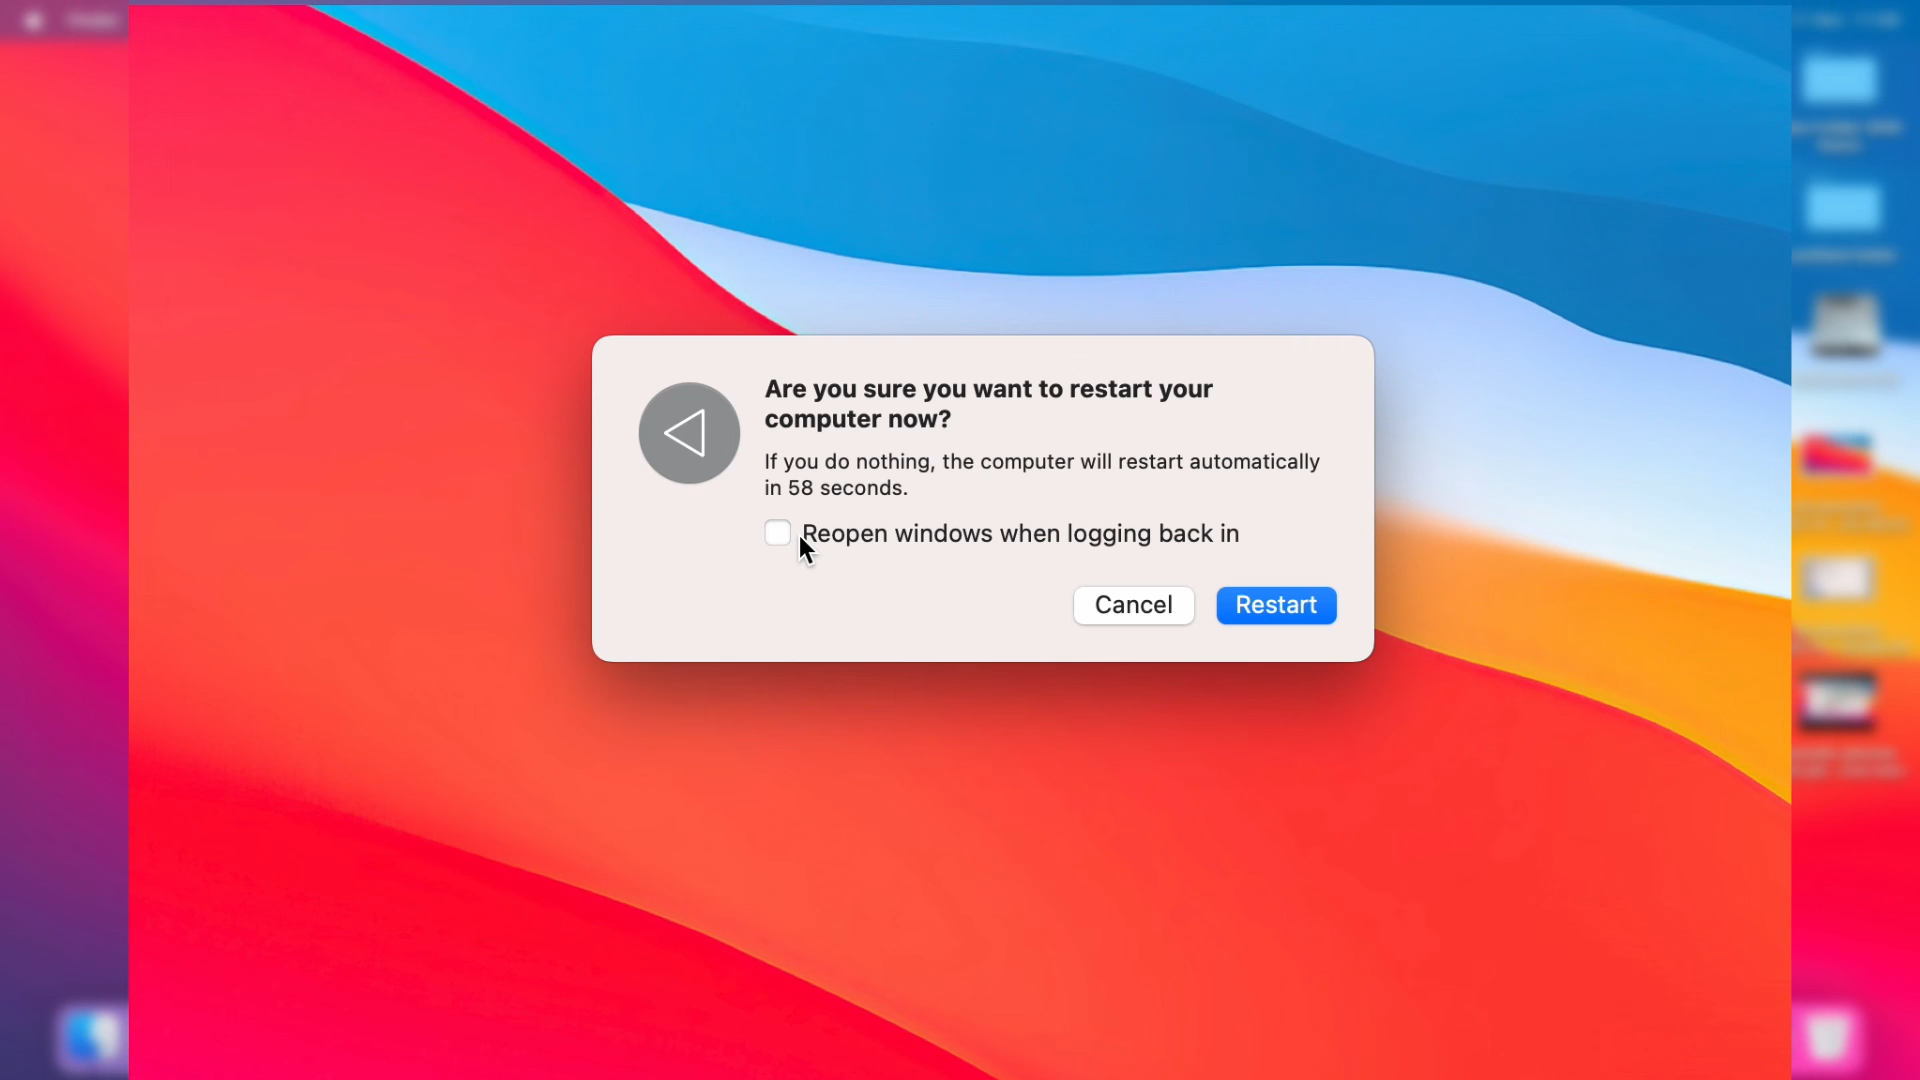 Are you sure you want to restart your
computer now?
If you do nothing, the computer will restart automatically
in 58 seconds.
Reopen windows when logging back in
Cancel
Restart